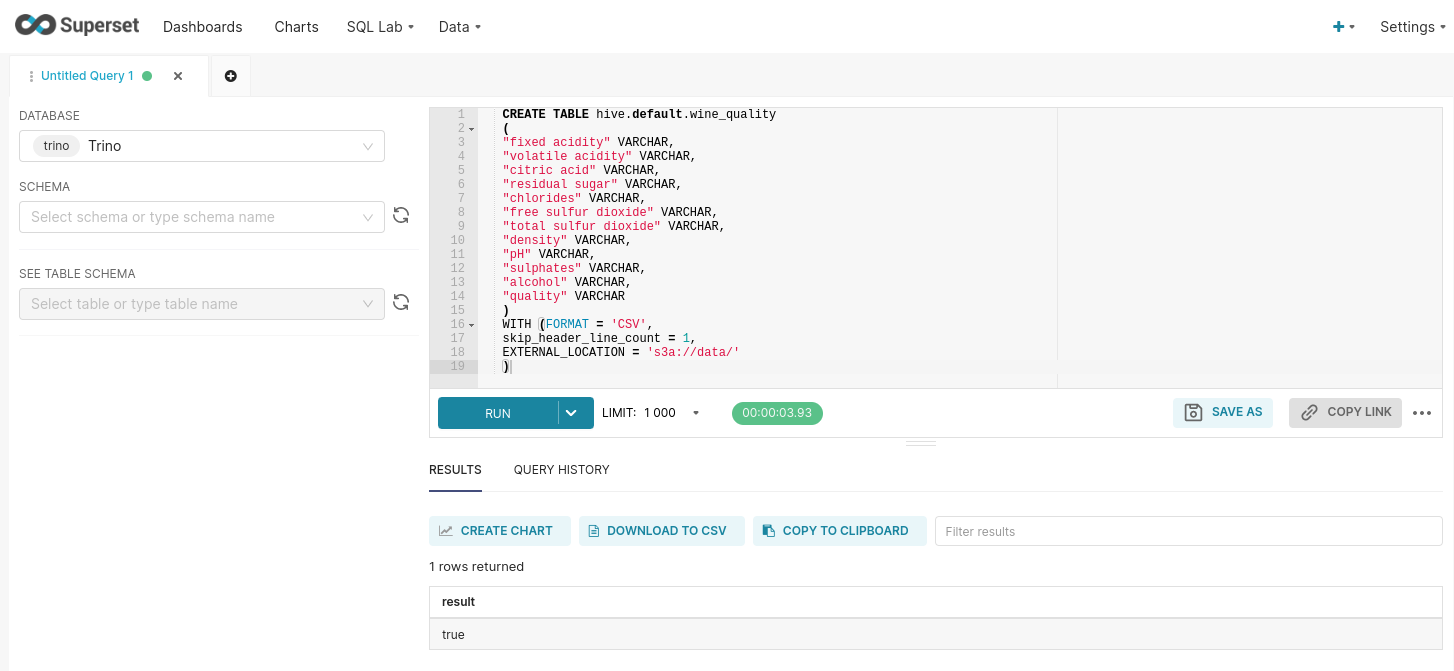 Superset Dashboards Charts SQL Lab Data Settings
Untitled Query 1
DATABASE
trino Trino
SCHEMA
Select schema or type schema name
SEE TABLE SCHEMA
Select table or type table name
1 CREATE TABLE hive.default.wine_quality
2 (
3 "fixed acidity" VARCHAR,
4 "volatile acidity" VARCHAR,
5 "citric acid" VARCHAR,
6 "residual sugar" VARCHAR,
7 "chlorides" VARCHAR,
8 "free sulfur dioxide" VARCHAR,
9 "total sulfur dioxide" VARCHAR,
10 "density" VARCHAR,
11 "pH" VARCHAR,
12 "sulphates" VARCHAR,
13 "alcohol" VARCHAR,
14 "quality" VARCHAR
15 )
16 WITH (FORMAT = 'CSV',
17 skip_header_line_count = 1,
18 EXTERNAL_LOCATION = 's3a://data/'
19 )
RUN LIMIT: 1 000 00:00:03.93 SAVE AS COPY LINK
RESULTS QUERY HISTORY
CREATE CHART DOWNLOAD TO CSV COPY TO CLIPBOARD Filter results
1 rows returned
result
true